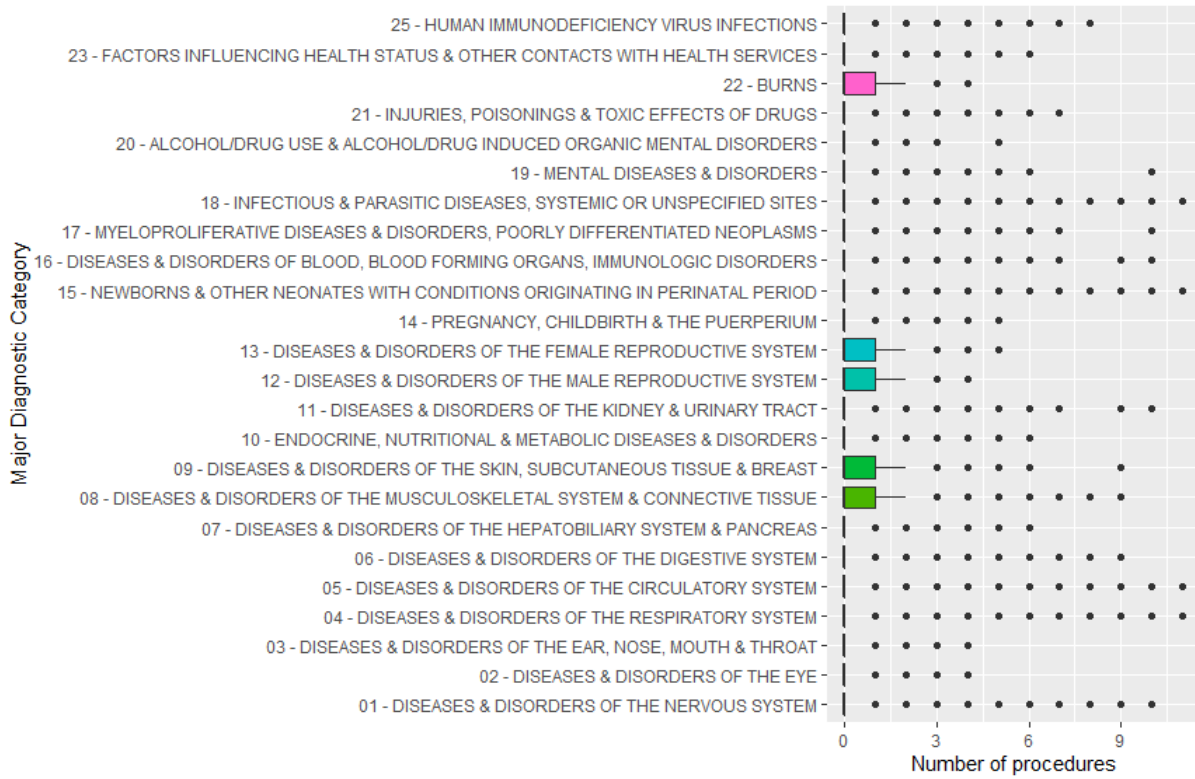 25 - HUMAN IMMUNODEFICIENCY VIRUS INFECTIONS
23 - FACTORS INFLUENCING HEALTH STATUS & OTHER CONTACTS WITH HEALTH SERVICES
22 - BURNS
21 - INJURIES, POISONINGS & TOXIC EFFECTS OF DRUGS
20 - ALCOHOL/DRUG USE & ALCOHOL/DRUG INDUCED ORGANIC MENTAL DISORDERS
19 - MENTAL DISEASES & DISORDERS
18 - INFECTIOUS & PARASITIC DISEASES, SYSTEMIC OR UNSPECIFIED SITES
17 - MYELOPROLIFERATIVE DISEASES & DISORDERS, POORLY DIFFERENTIATED NEOPLASMS
16 - DISEASES & DISORDERS OF BLOOD, BLOOD FORMING ORGANS, IMMUNOLOGIC DISORDERS
15 - NEWBORNS & OTHER NEONATES WITH CONDITIONS ORIGINATING IN PERINATAL PERIOD
14 - PREGNANCY, CHILDBIRTH & THE PUERPERIUM
13 - DISEASES & DISORDERS OF THE FEMALE REPRODUCTIVE SYSTEM
12 - DISEASES & DISORDERS OF THE MALE REPRODUCTIVE SYSTEM
11 - DISEASES & DISORDERS OF THE KIDNEY & URINARY TRACT
10 - ENDOCRINE, NUTRITIONAL & METABOLIC DISEASES & DISORDERS
09 - DISEASES & DISORDERS OF THE SKIN, SUBCUTANEOUS TISSUE & BREAST
08 - DISEASES & DISORDERS OF THE MUSCULOSKELETAL SYSTEM & CONNECTIVE TISSUE
07 - DISEASES & DISORDERS OF THE HEPATOBILIARY SYSTEM & PANCREAS
06 - DISEASES & DISORDERS OF THE DIGESTIVE SYSTEM
05 - DISEASES & DISORDERS OF THE CIRCULATORY SYSTEM
04 - DISEASES & DISORDERS OF THE RESPIRATORY SYSTEM
03 - DISEASES & DISORDERS OF THE EAR, NOSE, MOUTH & THROAT
02 - DISEASES & DISORDERS OF THE EYE
01 - DISEASES & DISORDERS OF THE NERVOUS SYSTEM
Major Diagnostic Category
0 3 6 9
Number of procedures